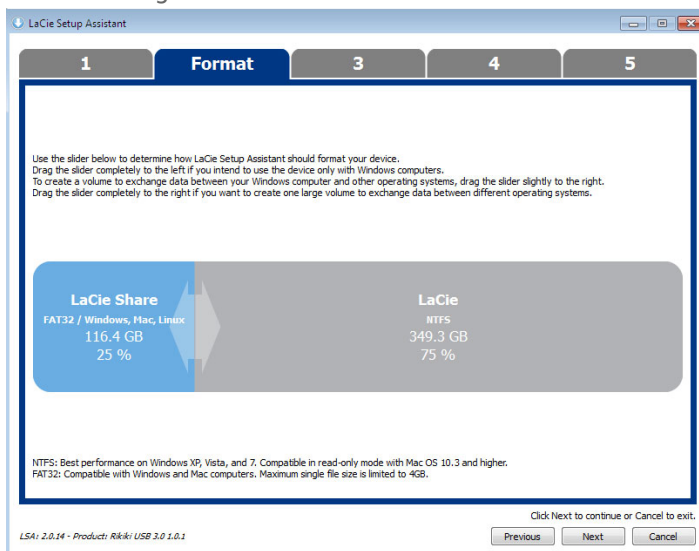 LaCie Setup Assistant
1 Format 3 4 5
Use the slider below to determine how LaCie Setup Assistant should format your device.
Drag the slider completely to the left if you intend to use the device only with Windows computers.
To create a volume to exchange data between your Windows computer and other operating systems, drag the slider slightly to the right.
Drag the slider completely to the right if you want to create one large volume to exchange data between different operating systems.
LaCie Share
FAT32 / Windows, Mac, Linux
116.4 GB
25 %
LaCie
NTFS
349.3 GB
75 %
NTFS: Best performance on Windows XP, Vista, and 7. Compatible in read-only mode with Mac OS 10.3 and higher.
FAT32: Compatible with Windows and Mac computers. Maximum single file size is limited to 4GB.
Click Next to continue or Cancel to exit.
LSA: 2.0.14 - Product: Rikiki USB 3.0 1.0.1
Previous Next Cancel